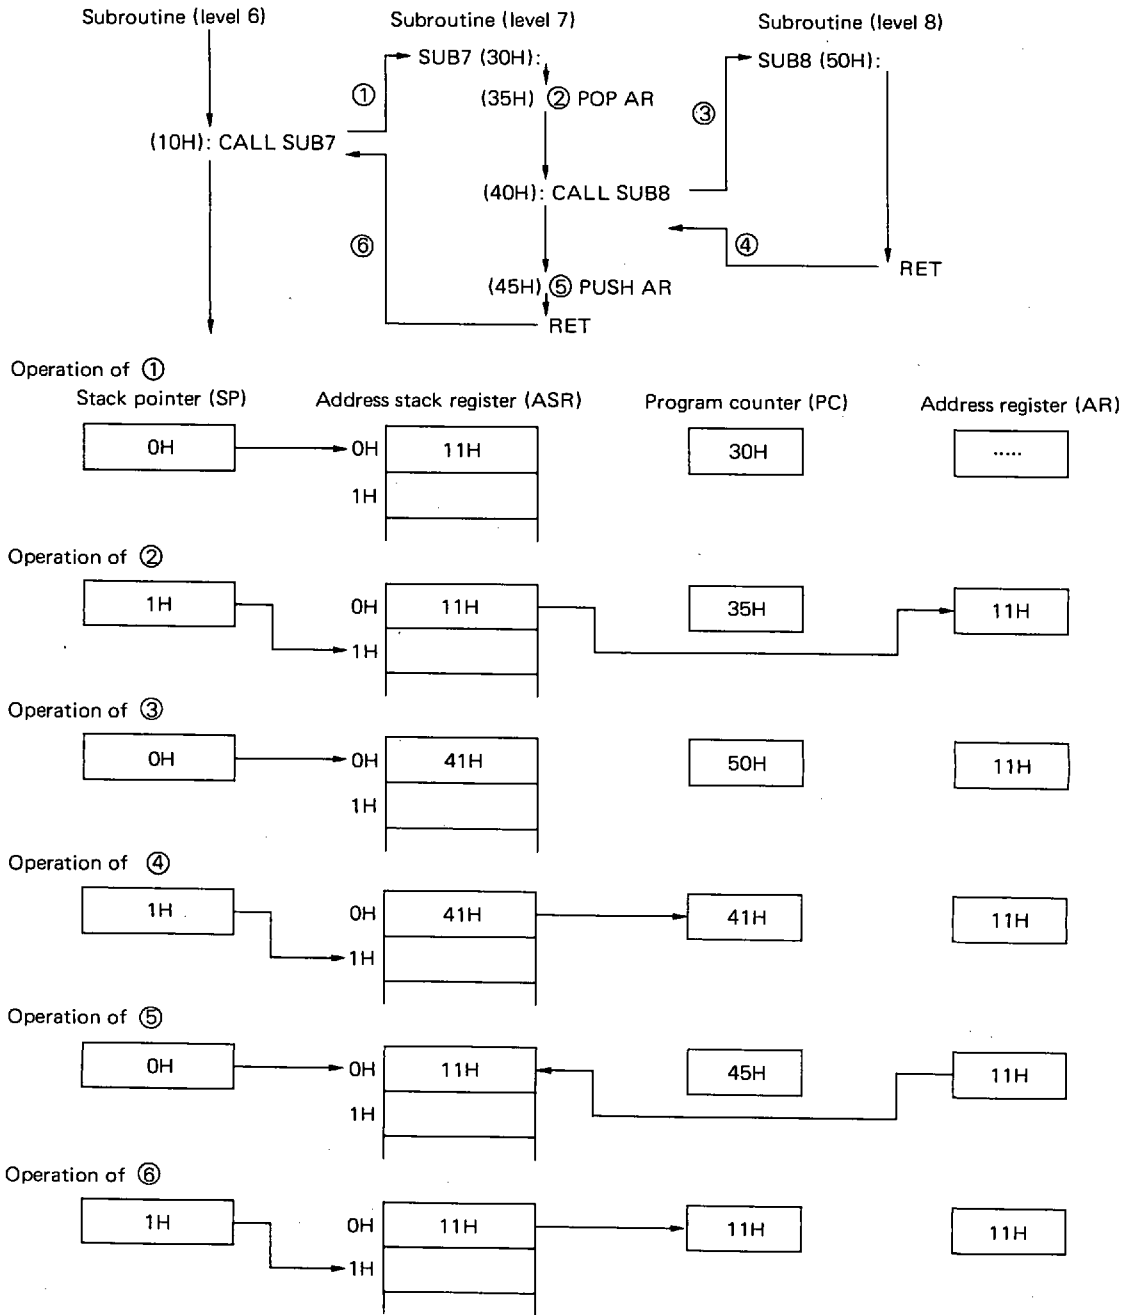 Subroutine (level 6) Subroutine (level 7) Subroutine (level 8)
SUB7 (30H): SUB8 (50H):
① (35H) ② POP AR ③
(10H): CALL SUB7
(40H): CALL SUB8
⑥ ④
RET
(45H) ⑤ PUSH AR
RET
Operation of ①
Stack pointer (SP) Address stack register (ASR) Program counter (PC) Address register (AR)
0H 0H 11H 30H .....
1H
Operation of ②
1H 0H 11H 35H 11H
1H
Operation of ③
0H 0H 41H 50H 11H
1H
Operation of ④
1H 0H 41H 41H 11H
1H
Operation of ⑤
0H 0H 11H 45H 11H
1H
Operation of ⑥
1H 0H 11H 11H 11H
1H